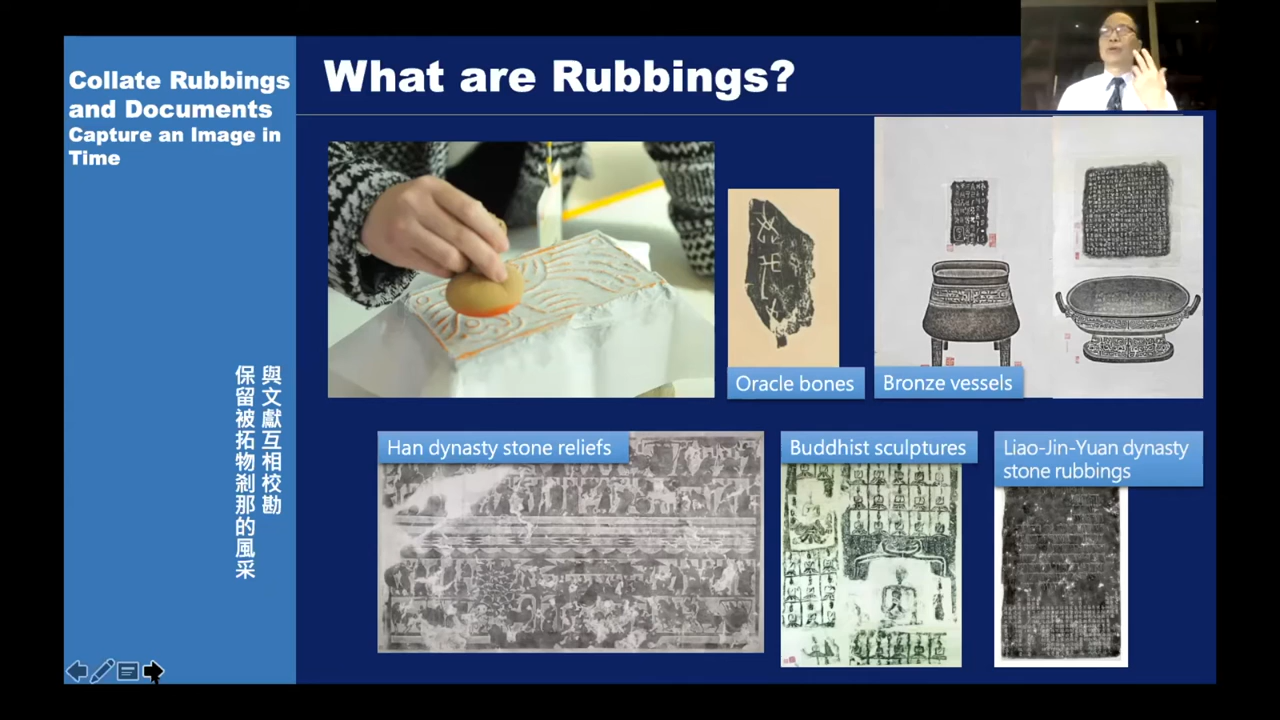 Collate Rubbings
and Documents
Capture an Image in
Time
What are Rubbings?
Oracle bones
Bronze vessels
Han dynasty stone reliefs
Buddhist sculptures
Liao-Jin-Yuan dynasty
stone rubbings
與文獻互相校勘
保留被拓物剎那的風采